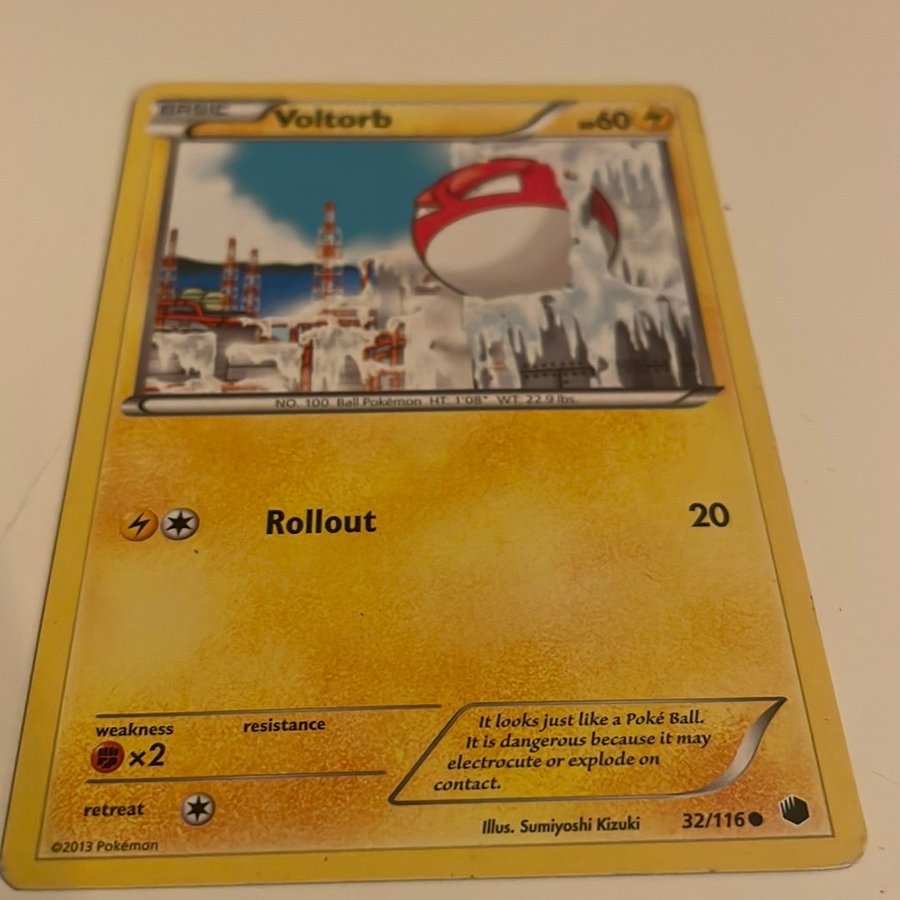 BASIC Voltorb HP60
NO. 100 Ball Pokémon HT: 1'08" WT: 22.9 lbs.
Rollout 20
weakness resistance
×2
It looks just like a Poké Ball.
It is dangerous because it may
electrocute or explode on
contact.
retreat
Illus. Sumiyoshi Kizuki 32/116
©2013 Pokémon